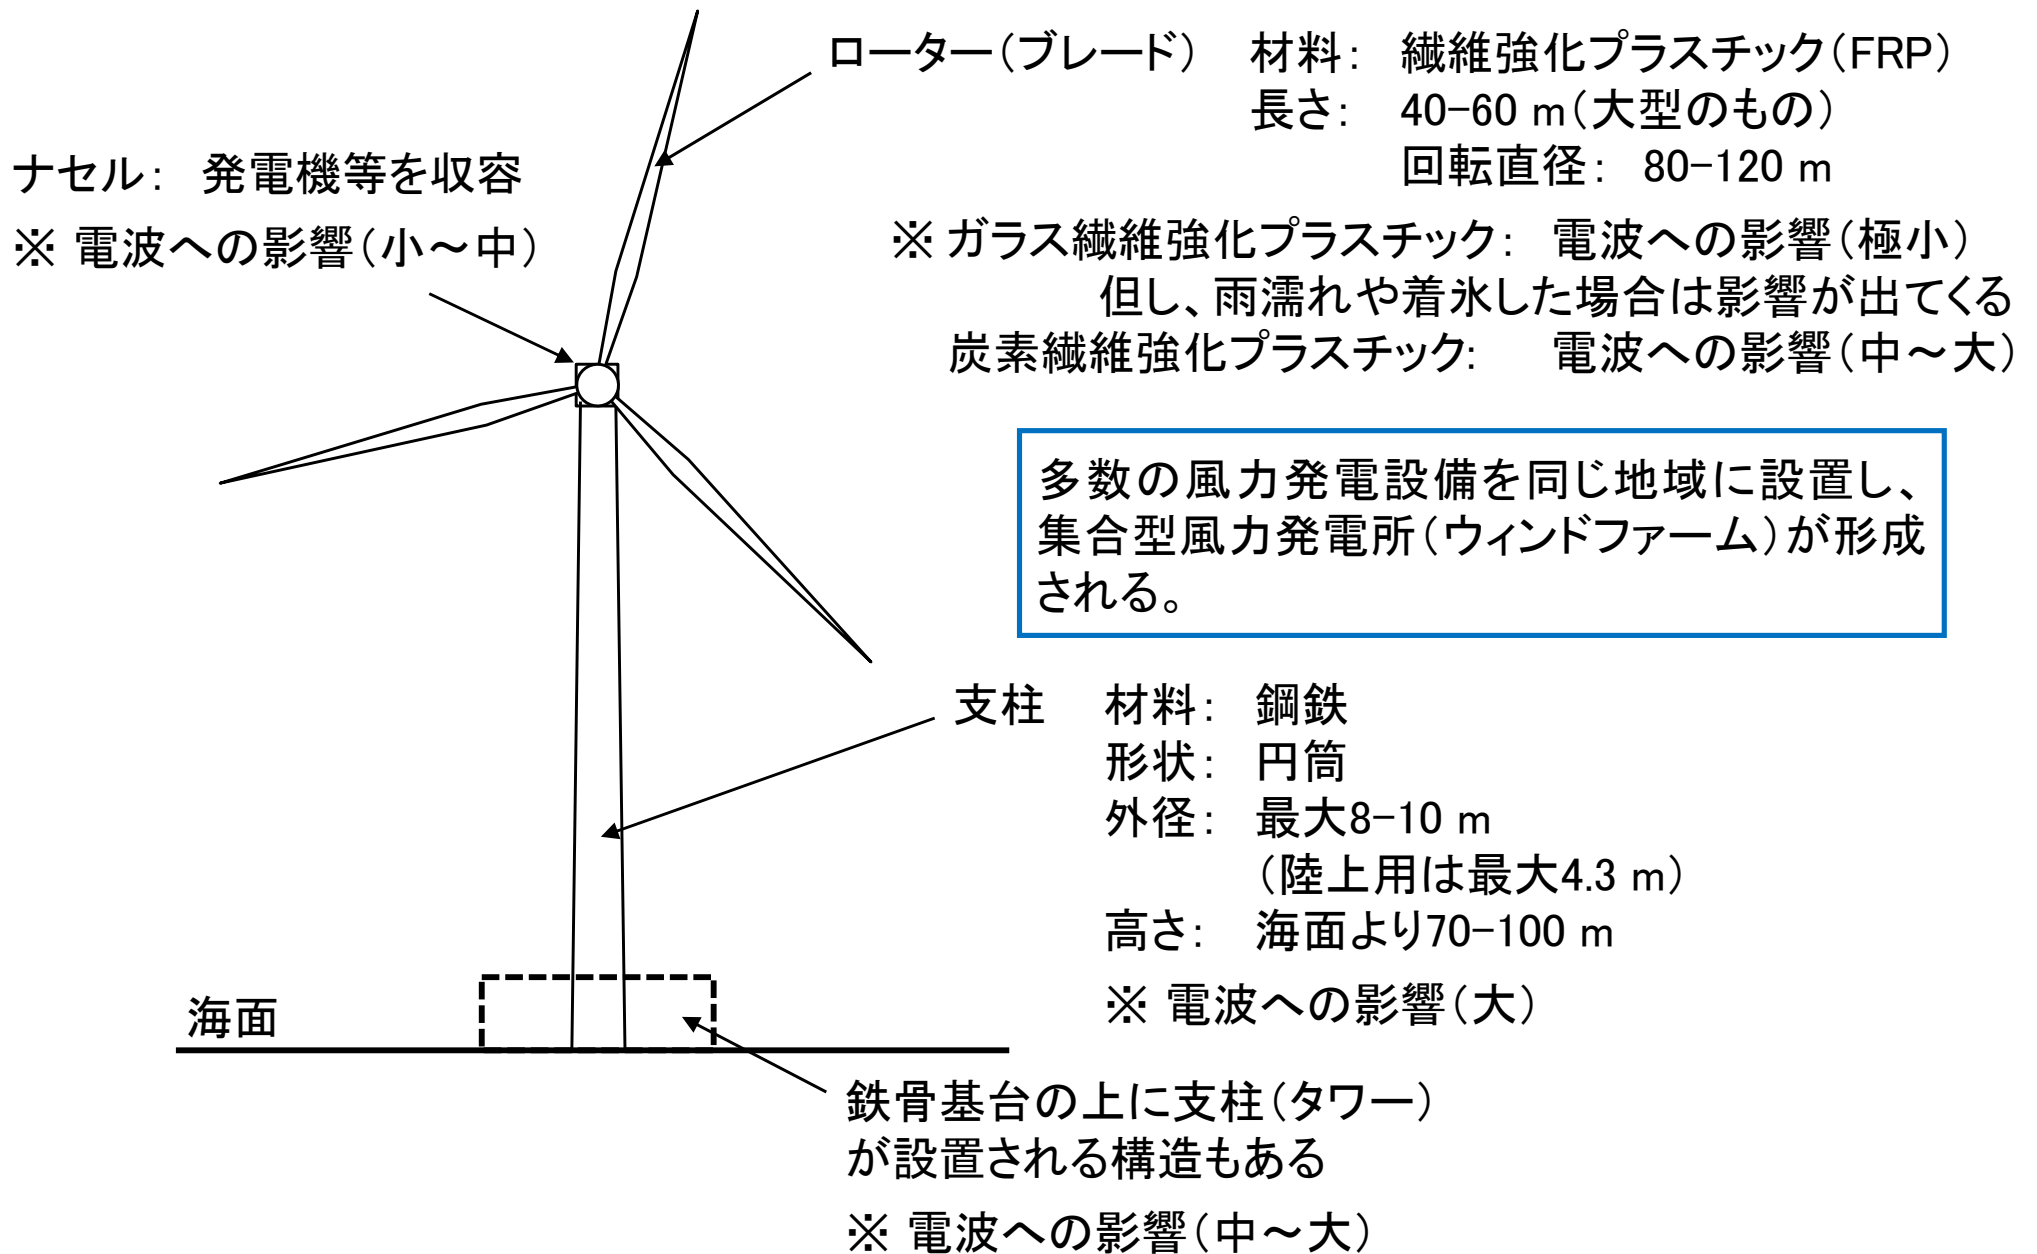 ローター(ブレード) 材料: 繊維強化プラスチック(FRP)
長さ: 40-60 m(大型のもの)
回転直径: 80-120 m
ナセル: 発電機等を収容
※ 電波への影響(小～中)
※ ガラス繊維強化プラスチック: 電波への影響(極小)
但し、雨濡れや着氷した場合は影響が出てくる
炭素繊維強化プラスチック: 電波への影響(中～大)
多数の風力発電設備を同じ地域に設置し、
集合型風力発電所(ウィンドファーム)が形成
される。
支柱 材料: 鋼鉄
形状: 円筒
外径: 最大8-10 m
(陸上用は最大4.3 m)
高さ: 海面より70-100 m
※ 電波への影響(大)
海面
鉄骨基台の上に支柱(タワー)
が設置される構造もある
※ 電波への影響(中～大)